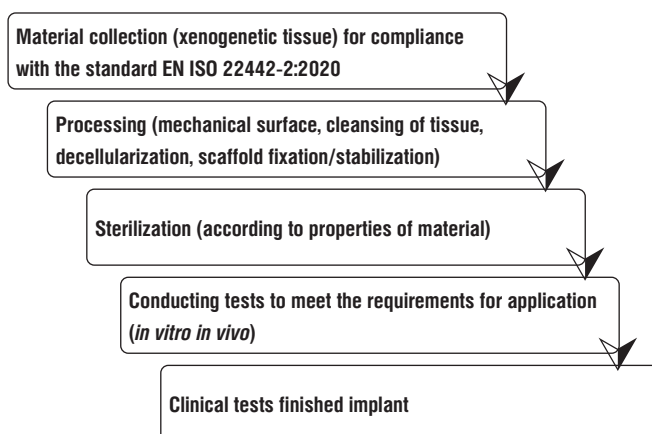 Material collection (xenogenetic tissue) for compliance
with the standard EN ISO 22442-2:2020
Processing (mechanical surface, cleansing of tissue,
decellularization, scaffold fixation/stabilization)
Sterilization (according to properties of material)
Conducting tests to meet the requirements for application
(in vitro in vivo)
Clinical tests finished implant